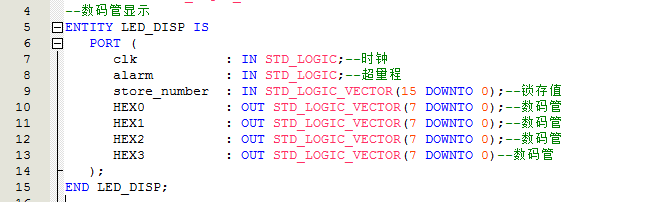 4 --数码管显示
5 ENTITY LED_DISP IS
6 PORT (
7 clk : IN STD_LOGIC;--时钟
8 alarm : IN STD_LOGIC;--超量程
9 store_number : IN STD_LOGIC_VECTOR(15 DOWNTO 0);--锁存值
10 HEX0 : OUT STD_LOGIC_VECTOR(7 DOWNTO 0);--数码管
11 HEX1 : OUT STD_LOGIC_VECTOR(7 DOWNTO 0);--数码管
12 HEX2 : OUT STD_LOGIC_VECTOR(7 DOWNTO 0);--数码管
13 HEX3 : OUT STD_LOGIC_VECTOR(7 DOWNTO 0)--数码管
14 );
15 END LED_DISP;
16